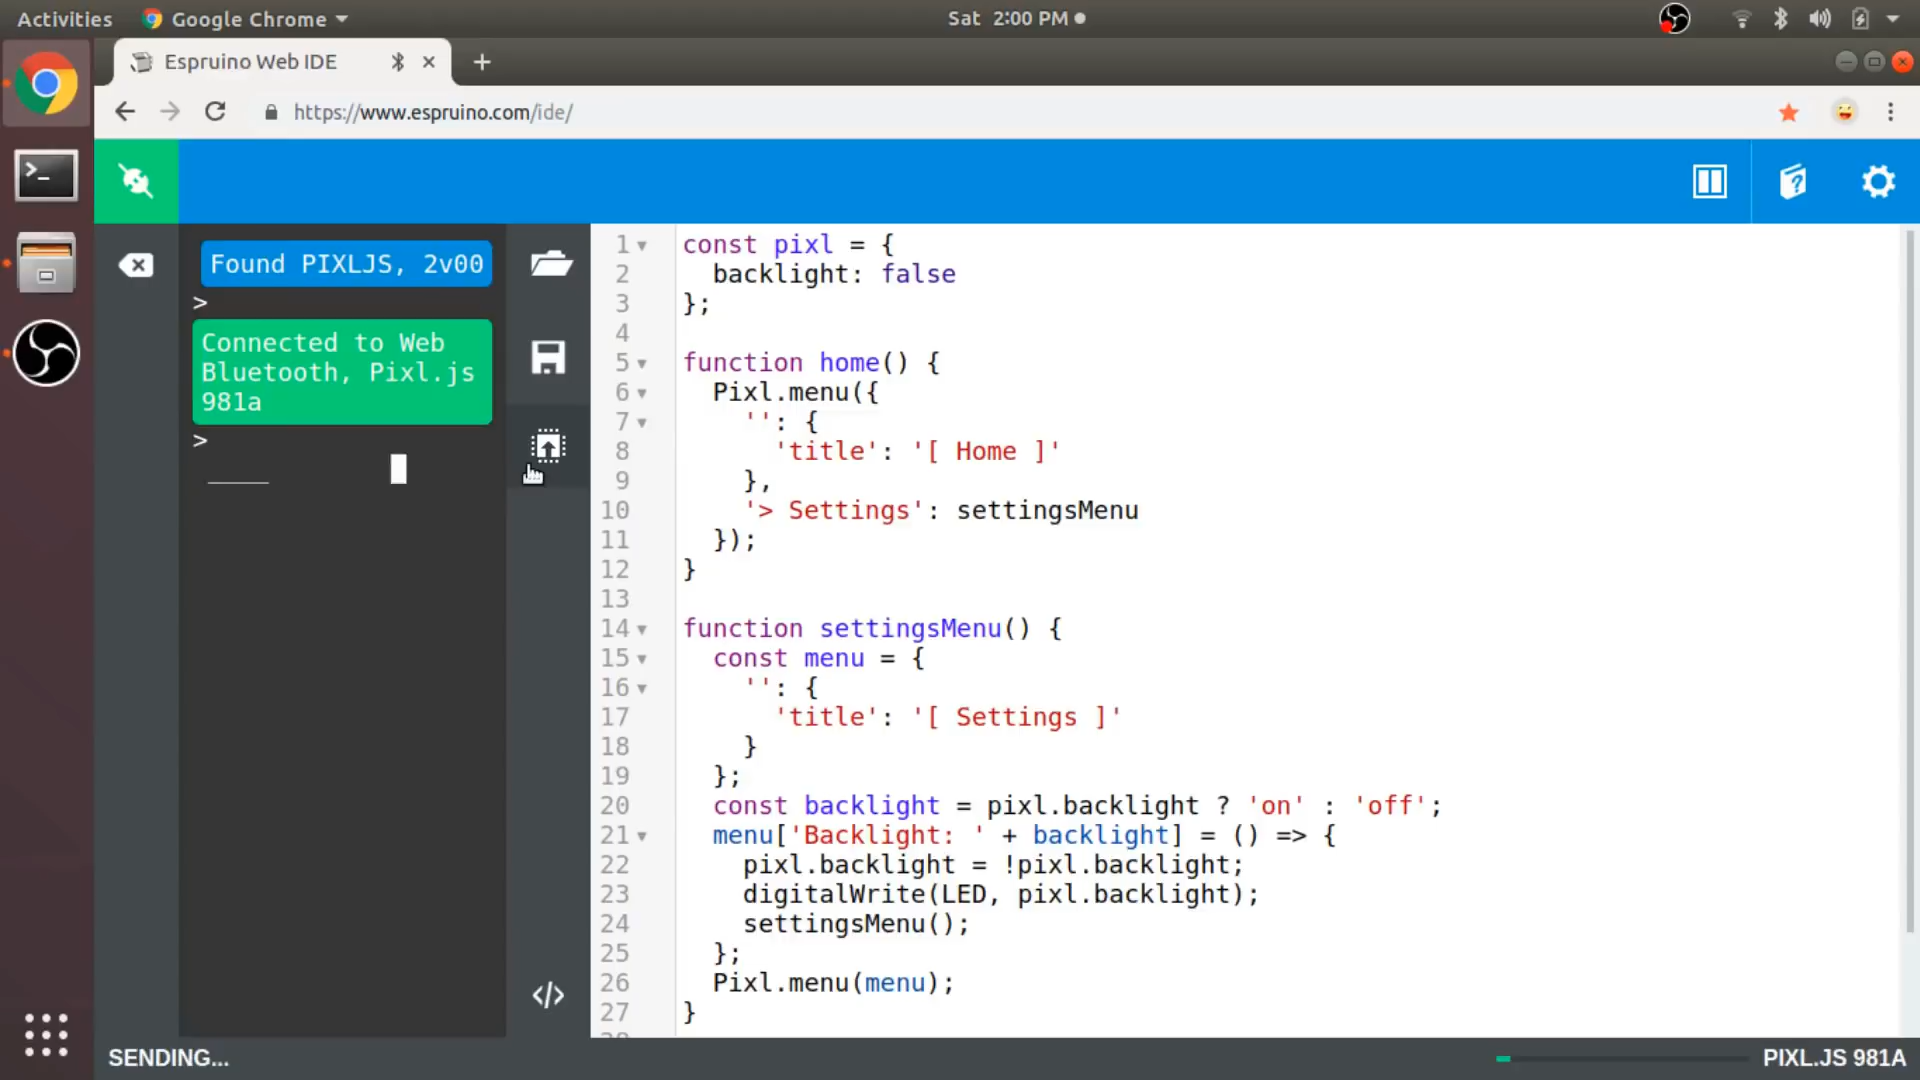 Activities Google Chrome Sat 2:00 PM
Espruino Web IDE
https://www.espruino.com/ide/
Found PIXLJS, 2v00
>
Connected to Web
Bluetooth, Pixl.js
981a
>
1 const pixl = {
2 backlight: false
3 };
4
5 function home() {
6 Pixl.menu({
7 '': {
8 'title': '[ Home ]'
9 },
10 '> Settings': settingsMenu
11 });
12 }
13
14 function settingsMenu() {
15 const menu = {
16 '': {
17 'title': '[ Settings ]'
18 }
19 };
20 const backlight = pixl.backlight ? 'on' : 'off';
21 menu['Backlight: ' + backlight] = () => {
22 pixl.backlight = !pixl.backlight;
23 digitalWrite(LED, pixl.backlight);
24 settingsMenu();
25 };
26 Pixl.menu(menu);
27 }
SENDING... PIXL.JS 981A